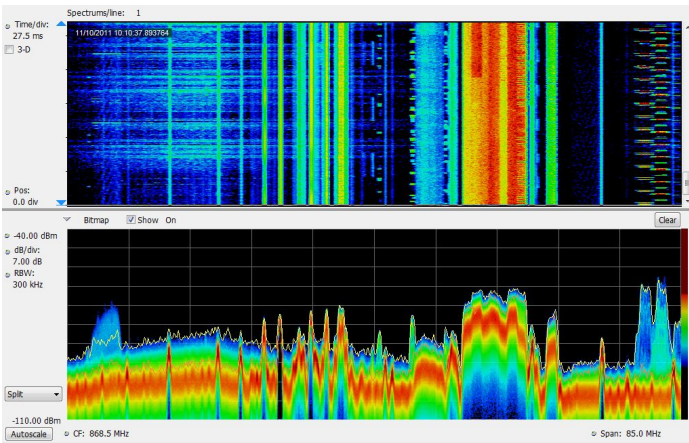 Spectrums/line: 1
Time/div:
27.5 ms
3-D
11/10/2011 10:10:37.893764
Pos:
0.0 div
Bitmap Show On Clear
-40.00 dBm
dB/div:
7.00 dB
RBW:
300 kHz
Split
-110.00 dBm
Autoscale CF: 868.5 MHz Span: 85.0 MHz